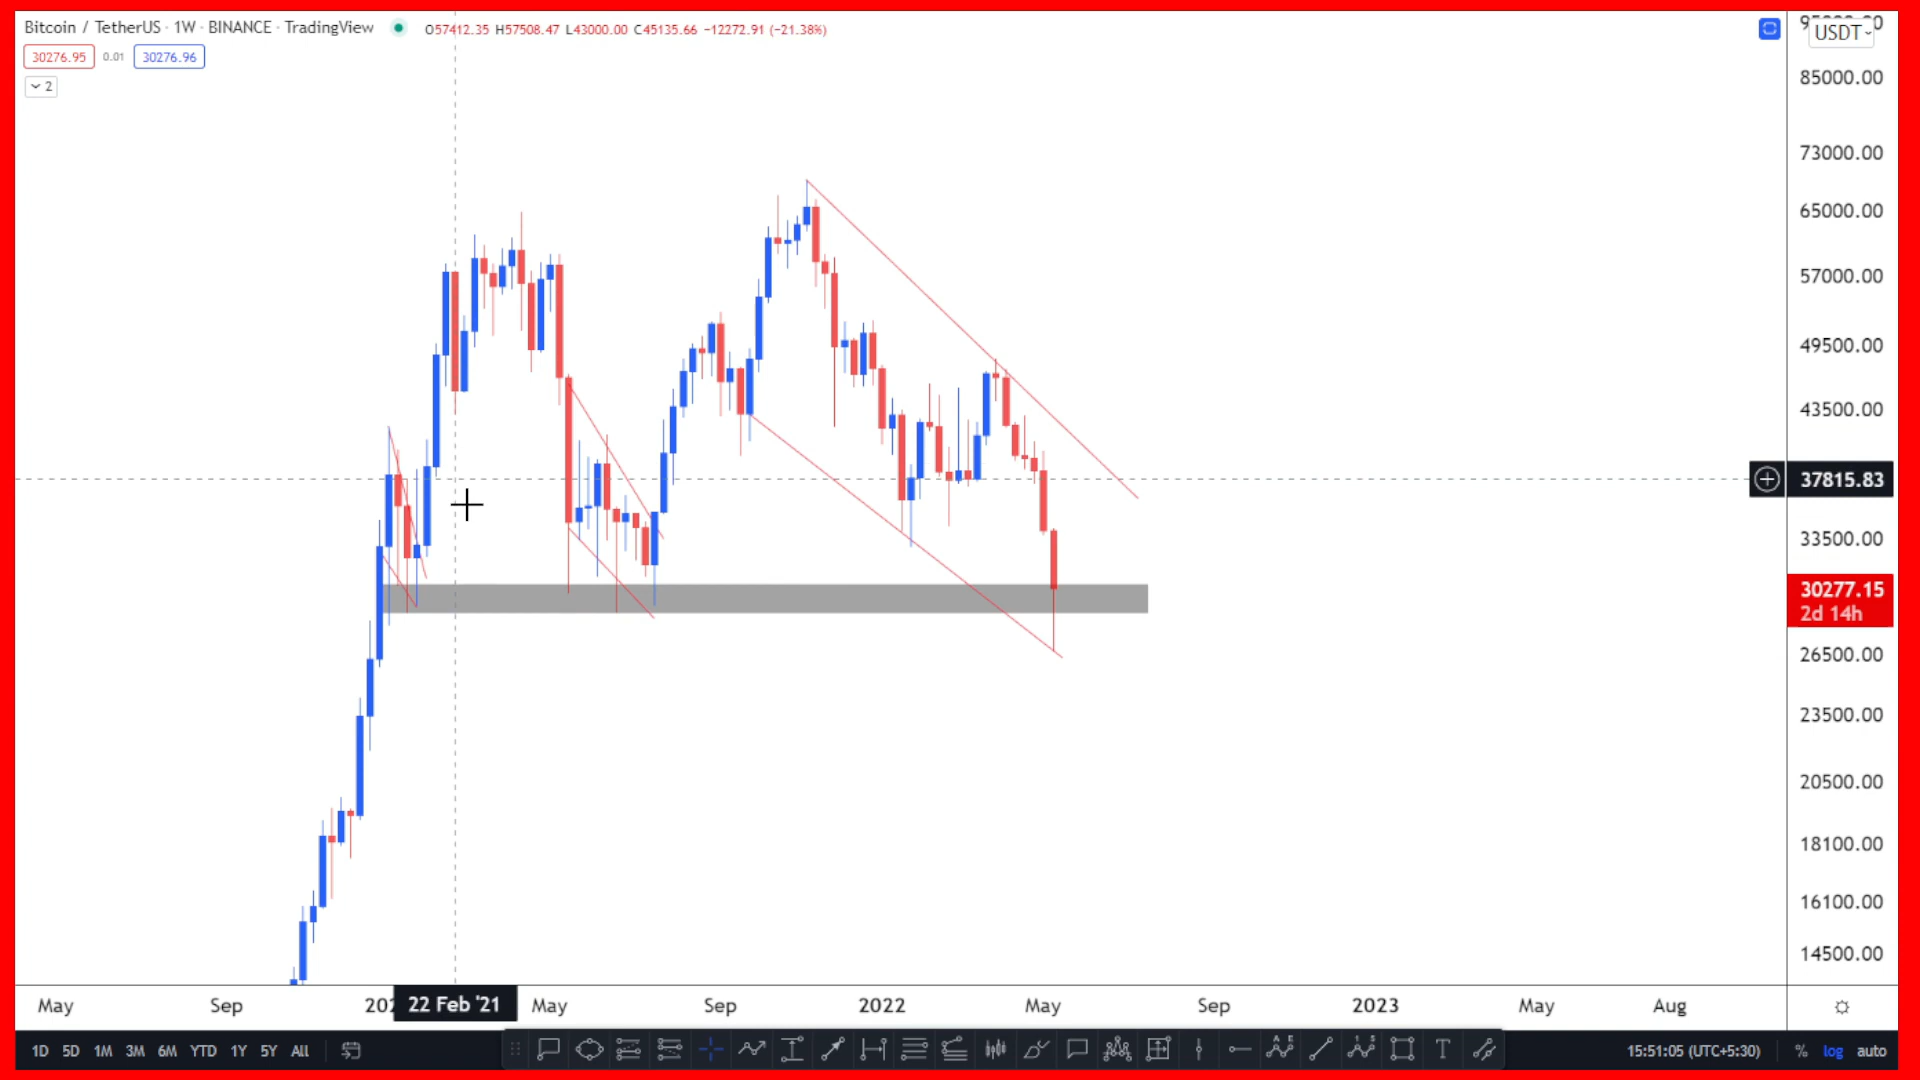 Bitcoin / TetherUS · 1W · BINANCE · TradingView O57412.35 H57508.47 L43000.00 C45135.66 −12272.91 (−21.38%)
30276.95 0.01 30276.96
2
USDT
85000.00
73000.00
65000.00
57000.00
49500.00
43500.00
37815.83
33500.00
30277.15
2d 14h
26500.00
23500.00
20500.00
18100.00
16100.00
14500.00
May Sep 22 Feb '21 May Sep 2022 May Sep 2023 May Aug
1D 5D 1M 3M 6M YTD 1Y 5Y All T 15:51:05 (UTC+5:30) % log auto